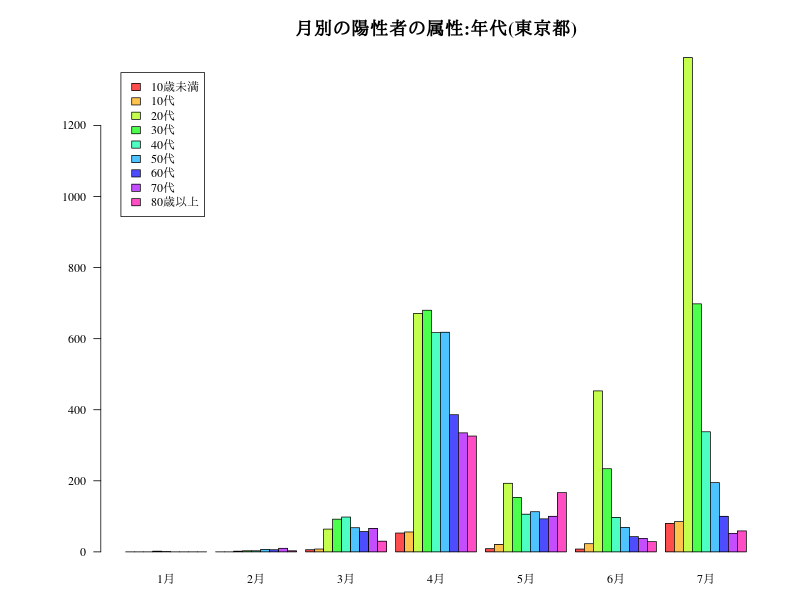 月別の陽性者の属性:年代(東京都)
10歳未満
10代
20代
30代
40代
50代
60代
70代
80歳以上
1200
1000
800
600
400
200
0
1月 2月 3月 4月 5月 6月 7月